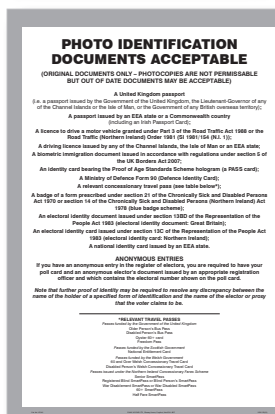 PHOTO IDENTIFICATION
DOCUMENTS ACCEPTABLE
(ORIGINAL DOCUMENTS ONLY – PHOTOCOPIES ARE NOT PERMISSABLE
BUT OUT OF DATE DOCUMENTS MAY BE ACCEPTABLE)
A United Kingdom passport
(i.e. a passport issued by the Government of the United Kingdom, the Lieutenant-Governor of any
of the Channel Islands or the Isle of Man, or the Government of any British overseas territory);
A passport issued by an EEA state or a Commonwealth country
(including an Irish Passport Card);
A licence to drive a motor vehicle granted under Part 3 of the Road Traffic Act 1988 or the
Road Traffic (Northern Ireland) Order 1981 (SI 1981/154 (N.I. 1));
A driving licence issued by any of the Channel Islands, the Isle of Man or an EEA state;
A biometric immigration document issued in accordance with regulations under section 5 of
the UK Borders Act 2007;
An identity card bearing the Proof of Age Standards Scheme hologram (a PASS card);
A Ministry of Defence Form 90 (Defence Identity Card);
A relevant concessionary travel pass (see table below*);
A badge of a form prescribed under section 21 of the Chronically Sick and Disabled Persons
Act 1970 or section 14 of the Chronically Sick and Disabled Persons (Northern Ireland) Act
1978 (blue badge scheme);
An electoral identity document issued under section 13BD of the Representation of the
People Act 1983 (electoral identity document: Great Britain);
An electoral identity card issued under section 13C of the Representation of the People Act
1983 (electoral identity card: Northern Ireland);
A national identity card issued by an EEA state.
ANONYMOUS ENTRIES
If you have an anonymous entry in the register of electors, you are required to have your
poll card and an anonymous elector's document issued by an appropriate registration
officer and which contains the electoral number shown on the poll card.
Note that further proof of identity may be required to resolve any discrepancy between the
name of the holder of a specified form of identification and the name of the elector or proxy
that the voter claims to be.
*RELEVANT TRAVEL PASSES
Passes funded by the Government of the United Kingdom
Older Person's Bus Pass
Disabled Person's Bus Pass
Oyster 60+ card
Freedom Pass
Passes funded by the Scottish Government
National Entitlement Card
Passes funded by the Welsh Government
60 and Over Welsh Concessionary Travel Card
Disabled Person's Welsh Concessionary Travel Card
Passes issued under the Northern Ireland Concessionary Fares Scheme
Senior SmartPass
Registered Blind SmartPass or Blind Person's SmartPass
War Disablement SmartPass or War Disabled SmartPass
60+ SmartPass
Half Fare SmartPass